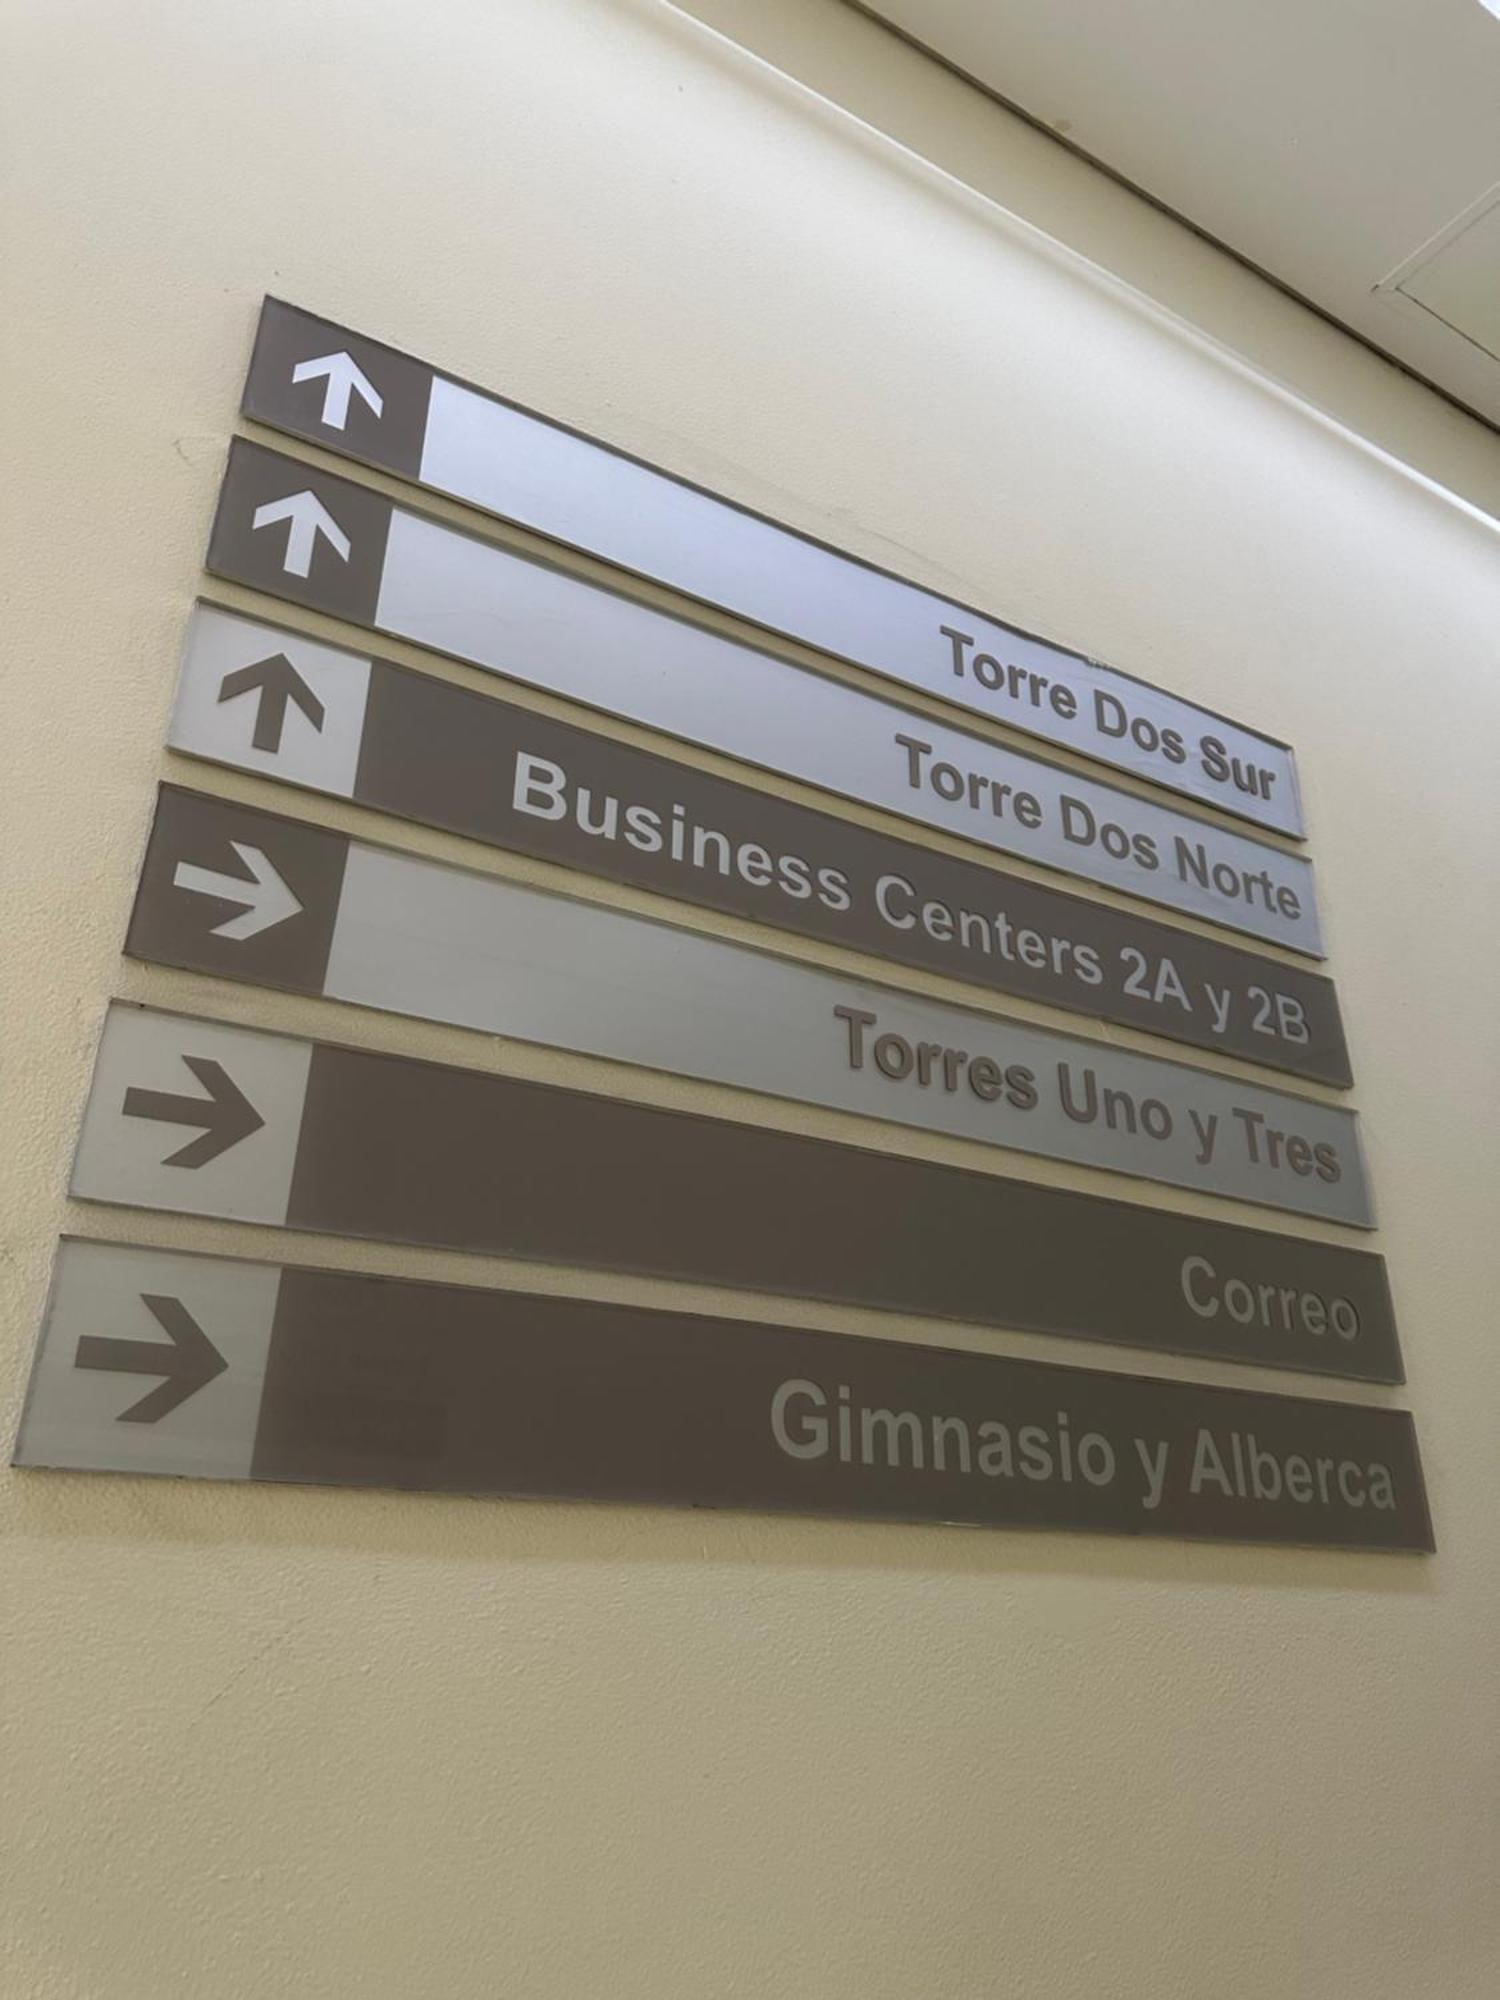 Torre Dos Sur
Torre Dos Norte
Business Centers 2A y 2B
Torres Uno y Tres
Correo
Gimnasio y Alberca